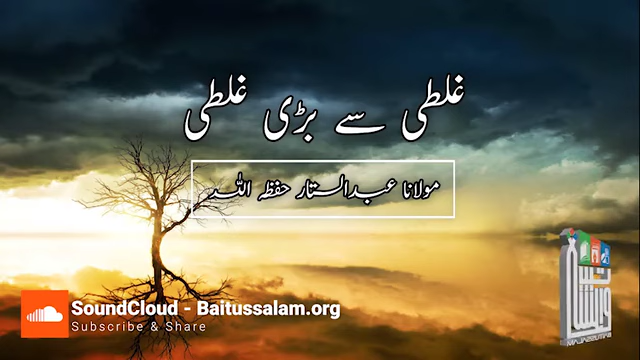 غلطی سے بڑی غلطی
مولانا عبدالستار حفظہ اللہ
SoundCloud - Baitussalam.org
Subscribe & Share